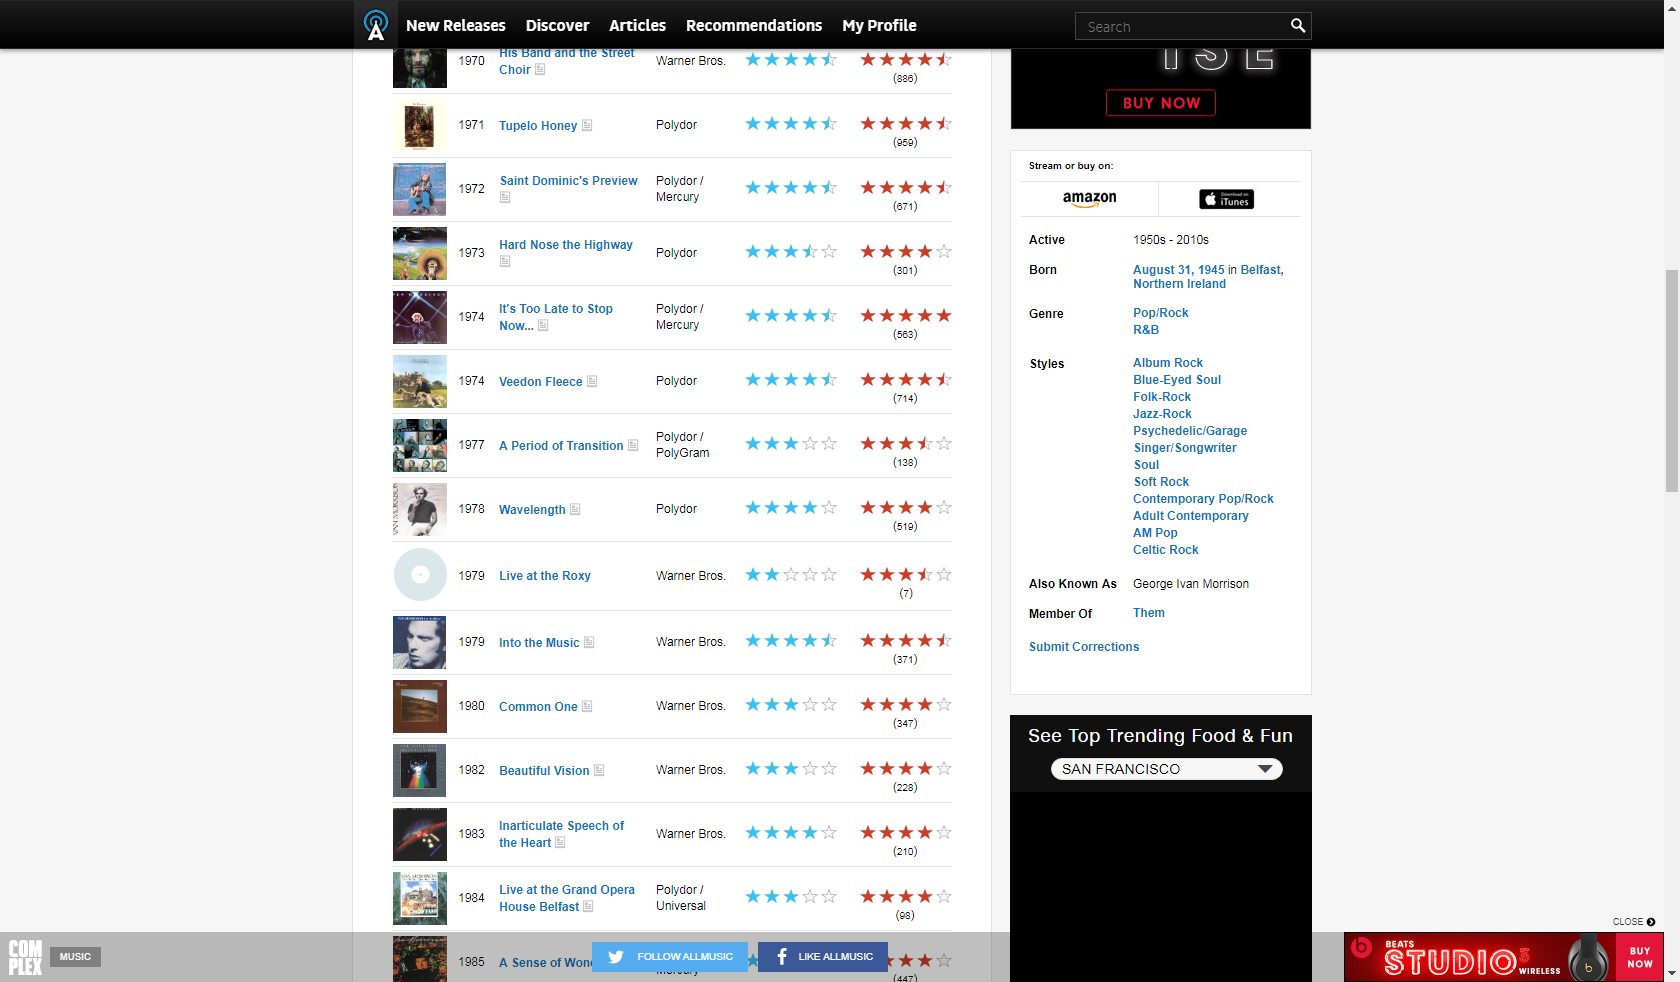 New Releases Discover Articles Recommendations My Profile Search
1970 His Band and the Street Choir Warner Bros. (886)
1971 Tupelo Honey Polydor (959)
1972 Saint Dominic's Preview Polydor / Mercury (671)
1973 Hard Nose the Highway Polydor (301)
1974 It's Too Late to Stop Now... Polydor / Mercury (563)
1974 Veedon Fleece Polydor (714)
1977 A Period of Transition Polydor / PolyGram (138)
1978 Wavelength Polydor (519)
1979 Live at the Roxy Warner Bros. (7)
1979 Into the Music Warner Bros. (371)
1980 Common One Warner Bros. (347)
1982 Beautiful Vision Warner Bros. (228)
1983 Inarticulate Speech of the Heart Warner Bros. (210)
1984 Live at the Grand Opera House Belfast Polydor / Universal (98)
1985 A Sense of Mercury (447)
BUY NOW
Stream or buy on:
amazon
Download on iTunes
Active 1950s - 2010s
Born August 31, 1945 in Belfast,
Northern Ireland
Genre Pop/Rock
R&B
Styles Album Rock
Blue-Eyed Soul
Folk-Rock
Jazz-Rock
Psychedelic/Garage
Singer/Songwriter
Soul
Soft Rock
Contemporary Pop/Rock
Adult Contemporary
AM Pop
Celtic Rock
Also Known As George Ivan Morrison
Member Of Them
Submit Corrections
See Top Trending Food & Fun
SAN FRANCISCO
CLOSE
COMPLEX MUSIC
FOLLOW ALLMUSIC
LIKE ALLMUSIC
BEATS
STUDIO3
WIRELESS
BUY
NOW